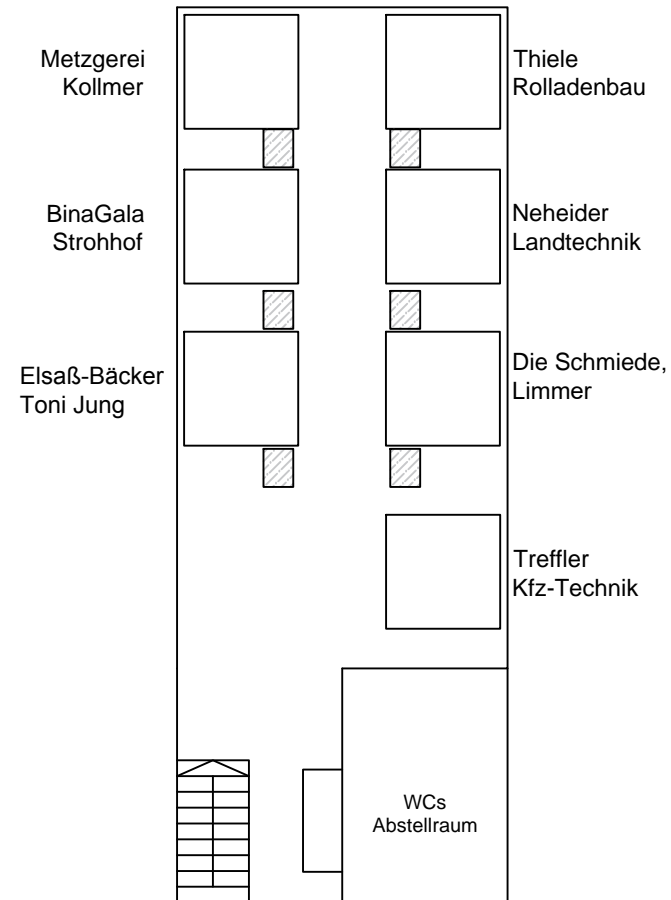 Metzgerei
Kollmer
Thiele
Rolladenbau
BinaGala
Strohhof
Neheider
Landtechnik
Elsaß-Bäcker
Toni Jung
Die Schmiede,
Limmer
Treffler
Kfz-Technik
WCs
Abstellraum